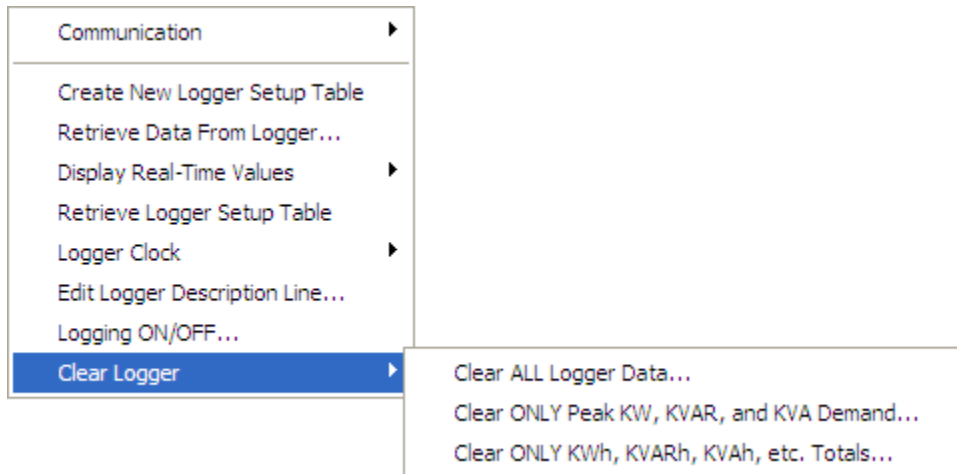 Communication
Create New Logger Setup Table
Retrieve Data From Logger...
Display Real-Time Values
Retrieve Logger Setup Table
Logger Clock
Edit Logger Description Line...
Logging ON/OFF...
Clear Logger
Clear ALL Logger Data...
Clear ONLY Peak KW, KVAR, and KVA Demand...
Clear ONLY KWh, KVARh, KVAh, etc. Totals...